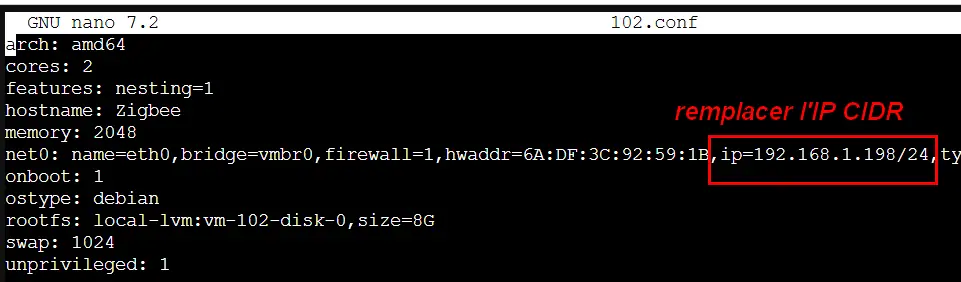 GNU nano 7.2 102.conf
arch: amd64
cores: 2
features: nesting=1
hostname: Zigbee
remplacer l'IP CIDR
memory: 2048
net0: name=eth0,bridge=vmbr0,firewall=1,hwaddr=6A:DF:3C:92:59:1B,ip=192.168.1.198/24,ty
onboot: 1
ostype: debian
rootfs: local-lvm:vm-102-disk-0,size=8G
swap: 1024
unprivileged: 1